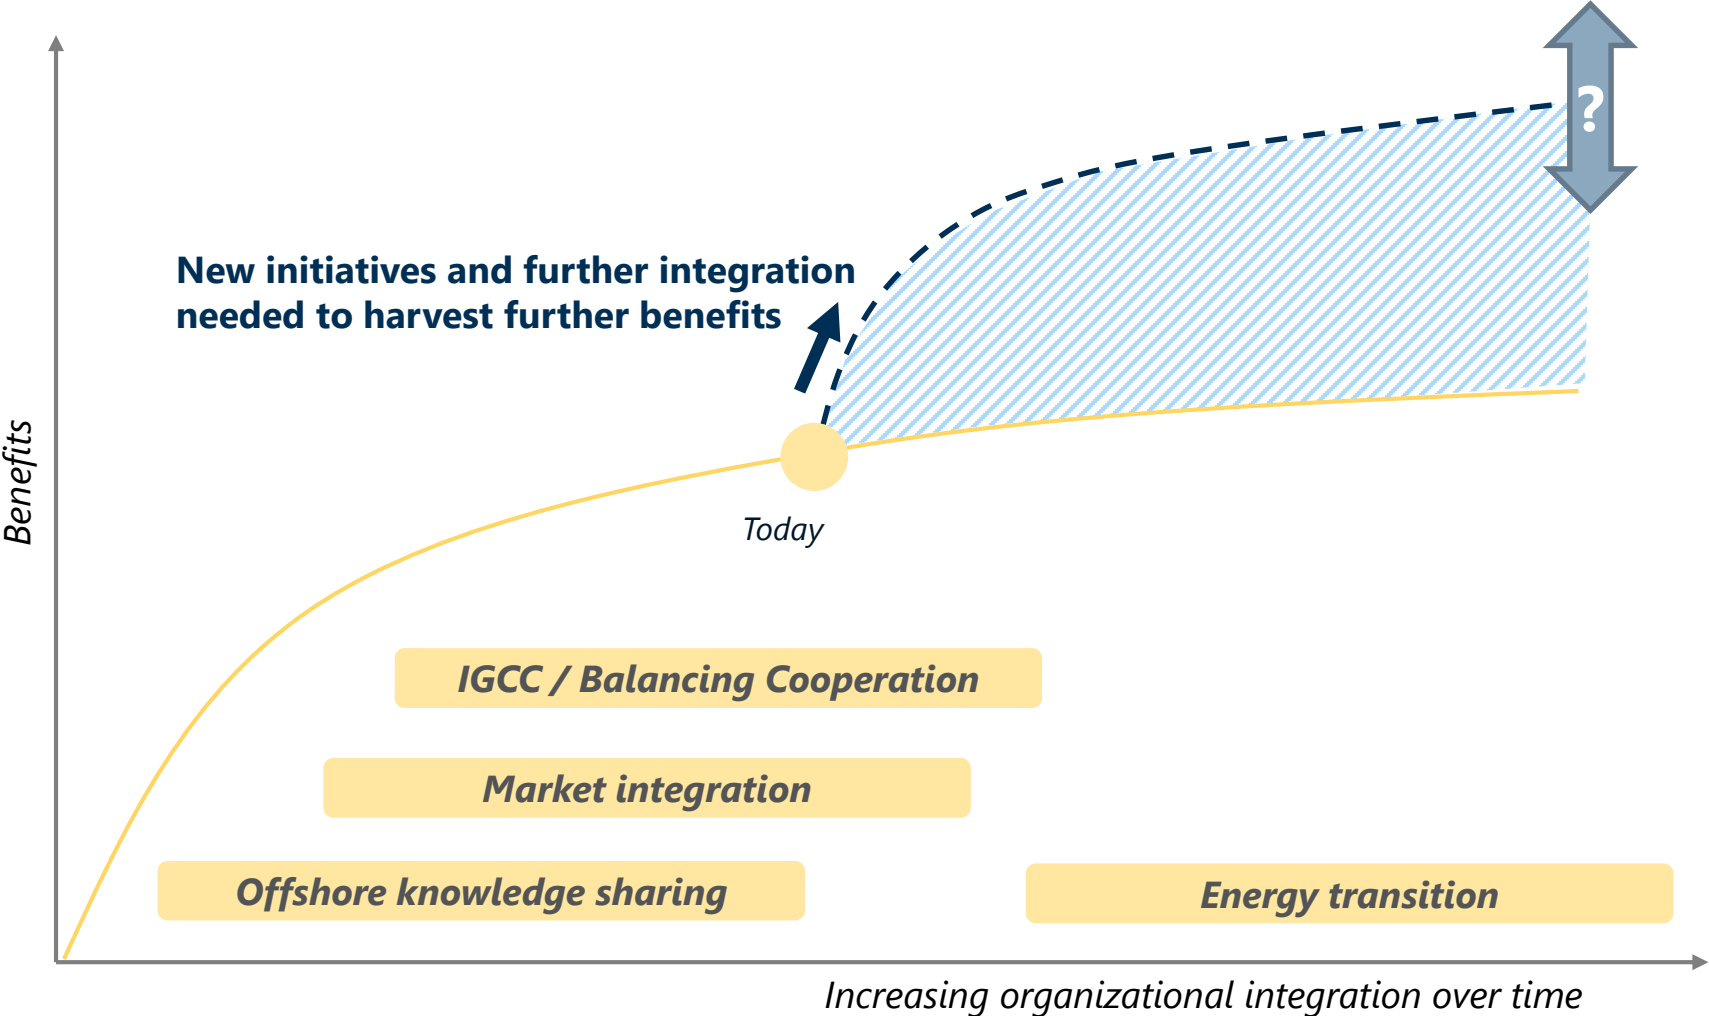 ?
New initiatives and further integration
needed to harvest further benefits
Benefits
Today
IGCC / Balancing Cooperation
Market integration
Offshore knowledge sharing
Energy transition
Increasing organizational integration over time